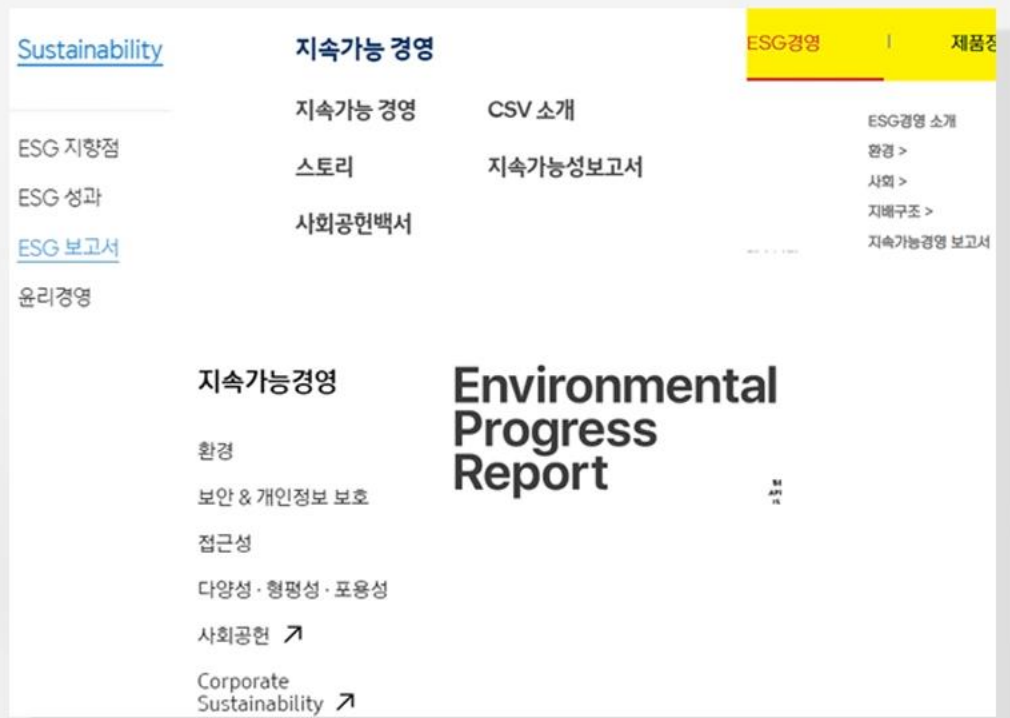 Sustainability
ESG 지향점
ESG 성과
ESG 보고서
윤리경영
지속가능 경영
지속가능 경영
CSV 소개
스토리
지속가능성보고서
사회공헌백서
ESG경영 | 제품정
ESG경영 소개
환경 >
사회 >
지배구조 >
지속가능경영 보고서
지속가능경영
환경
보안 & 개인정보 보호
접근성
다양성 · 형평성 · 포용성
사회공헌 ↗
Corporate
Sustainability ↗
Environmental
Progress
Report